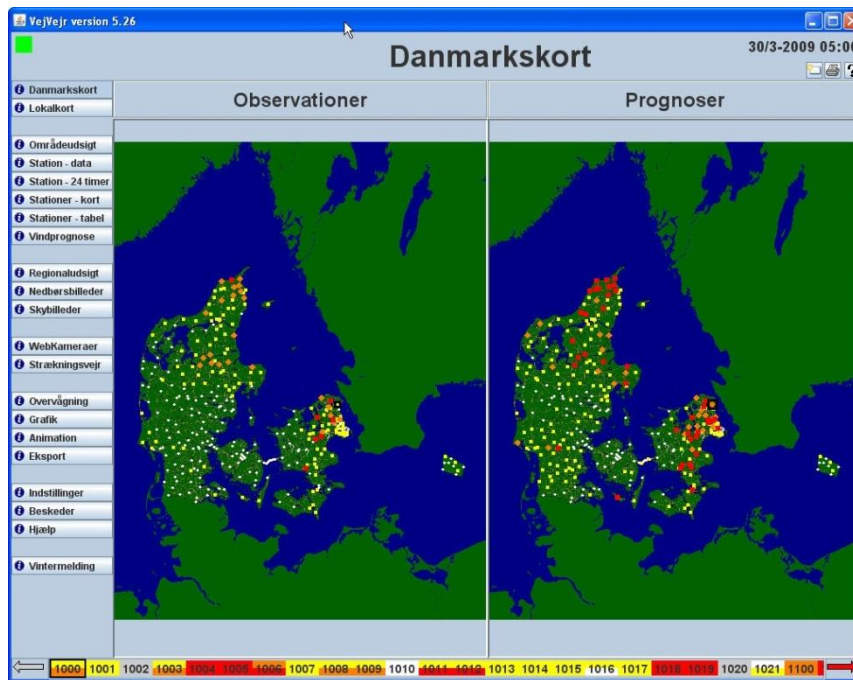 VejVejr version 5.26
Danmarkskort
30/3-2009 05:00
?
Danmarkskort
Lokalkort
Områdeudsigt
Station - data
Station - 24 timer
Stationer - kort
Stationer - tabel
Vindprognose
Regionaludsigt
Nedbørsbilleder
Skybilleder
WebKameraer
Strækningsvejr
Overvågning
Grafik
Animation
Eksport
Indstillinger
Beskeder
Hjælp
Vintermelding
Observationer
Prognoser
1000 1001 1002 1003 1004 1005 1006 1007 1008 1009 1010 1011 1012 1013 1014 1015 1016 1017 1018 1019 1020 1021 1100